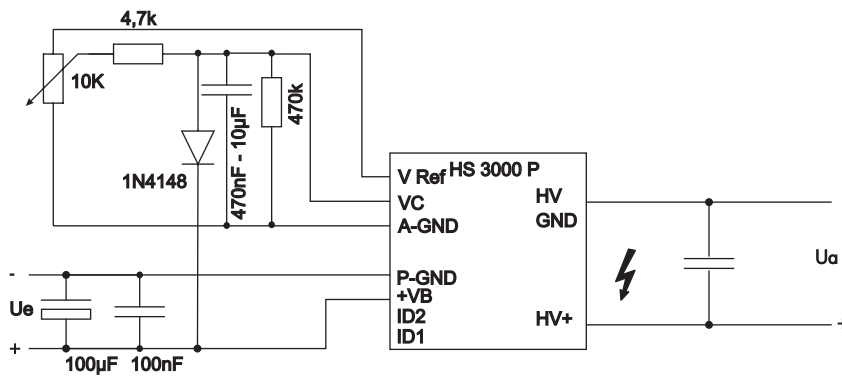 4,7k
10K
1N4148
470nF - 10µF
470k
V Ref
HS 3000 P
VC
A-GND
HV
GND
P-GND
+VB
ID2
ID1
HV+
-
Ue
+
100µF
100nF
Ua
+